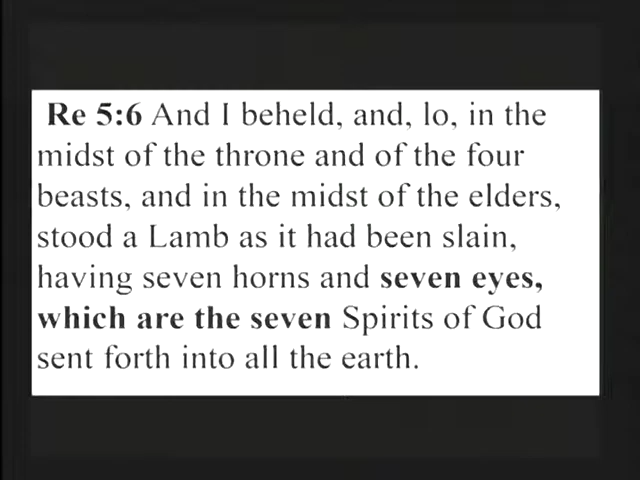 Re 5:6 And I beheld, and, lo, in the
midst of the throne and of the four
beasts, and in the midst of the elders,
stood a Lamb as it had been slain,
having seven horns and seven eyes,
which are the seven Spirits of God
sent forth into all the earth.